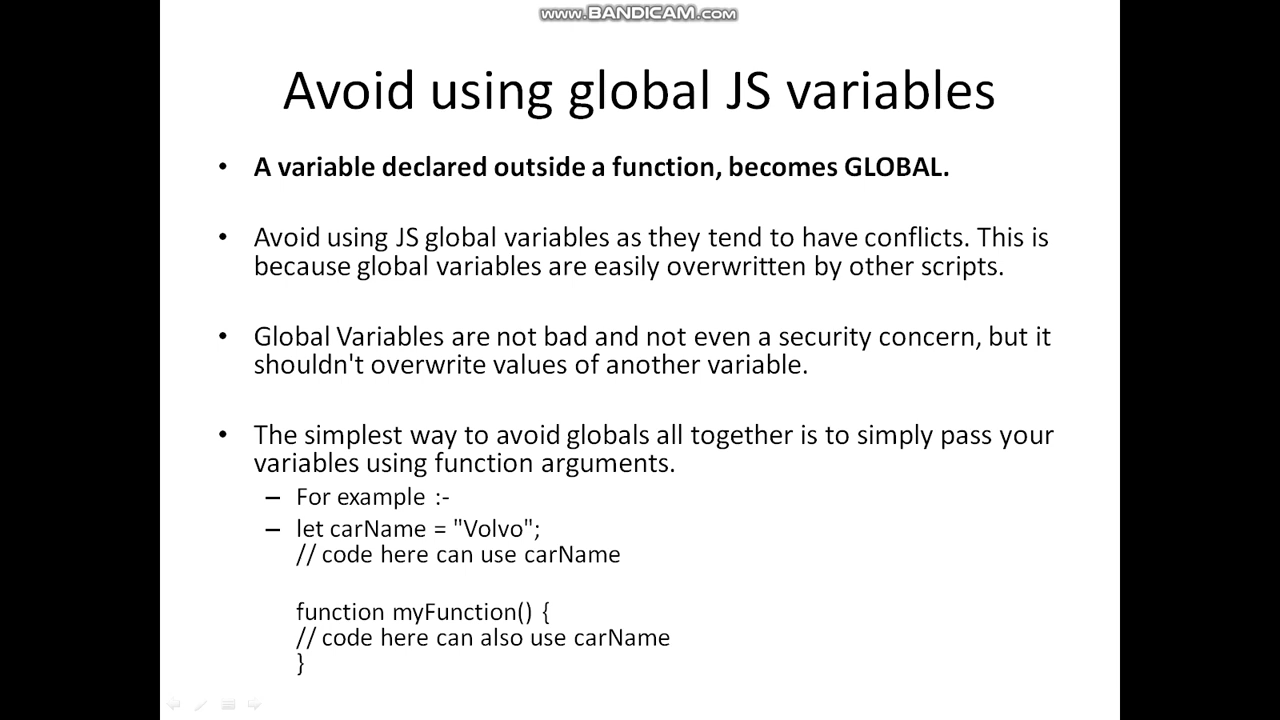 www.BANDICAM.com
Avoid using global JS variables
• A variable declared outside a function, becomes GLOBAL.
• Avoid using JS global variables as they tend to have conflicts. This is
because global variables are easily overwritten by other scripts.
• Global Variables are not bad and not even a security concern, but it
shouldn't overwrite values of another variable.
• The simplest way to avoid globals all together is to simply pass your
variables using function arguments.
– For example :-
– let carName = "Volvo";
// code here can use carName
function myFunction() {
// code here can also use carName
}